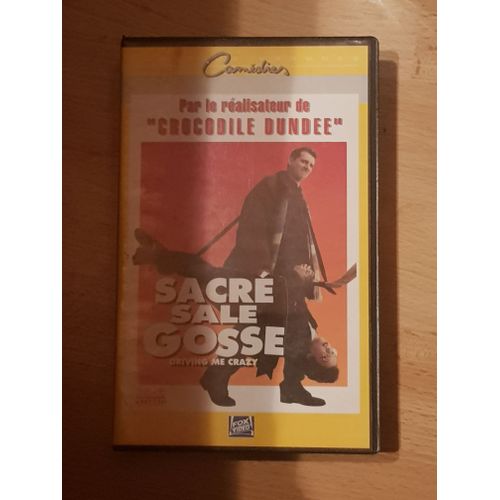 Comédies
Par le réalisateur de
"CROCODILE DUNDEE"
SACRÉ
SALE
GOSSE
DRIVING ME CRAZY
FOX
VIDEO